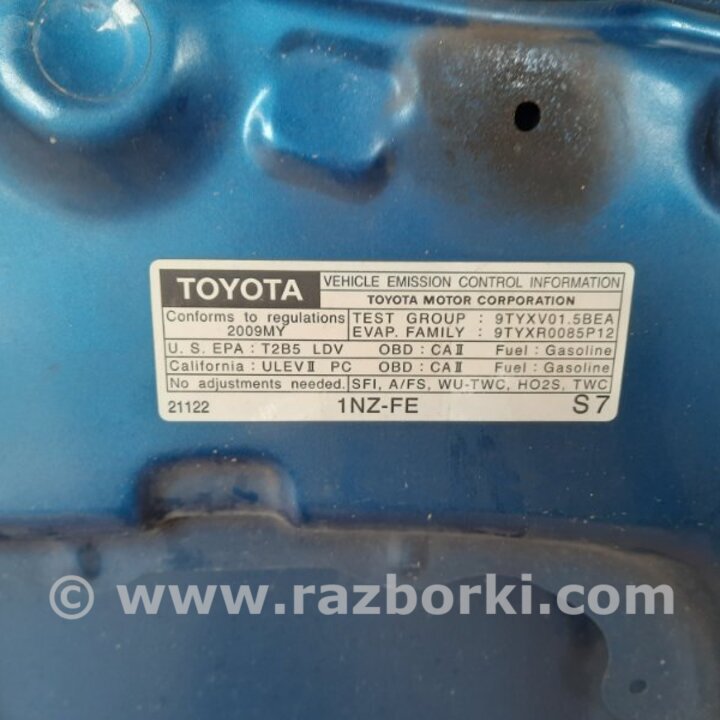 TOYOTA VEHICLE EMISSION CONTROL INFORMATION
TOYOTA MOTOR CORPORATION
Conforms to regulations TEST GROUP : 9TYXV01.5BEA
2009MY EVAP. FAMILY : 9TYXR0085P12
U. S. EPA : T2B5 LDV OBD : CAⅡ Fuel : Gasoline
California : ULEVⅡ PC OBD : CAⅡ Fuel : Gasoline
No adjustments needed. SFI, A/FS, WU-TWC, HO2S, TWC
21122 1NZ-FE S7
© www.razborki.com